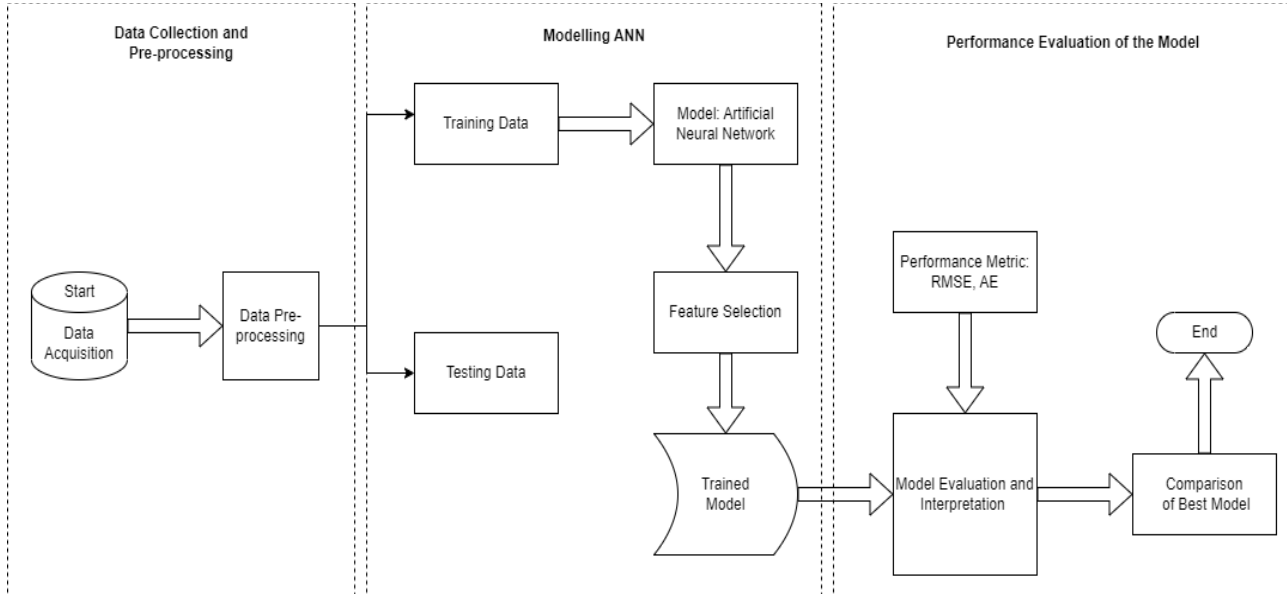 Data Collection and
Pre-processing
Modelling ANN
Performance Evaluation of the Model
Training Data
Model: Artificial
Neural Network
Start
Data
Acquisition
Data Pre-
processing
Feature Selection
Testing Data
Trained
Model
Performance Metric:
RMSE, AE
Model Evaluation and
Interpretation
Comparison
of Best Model
End